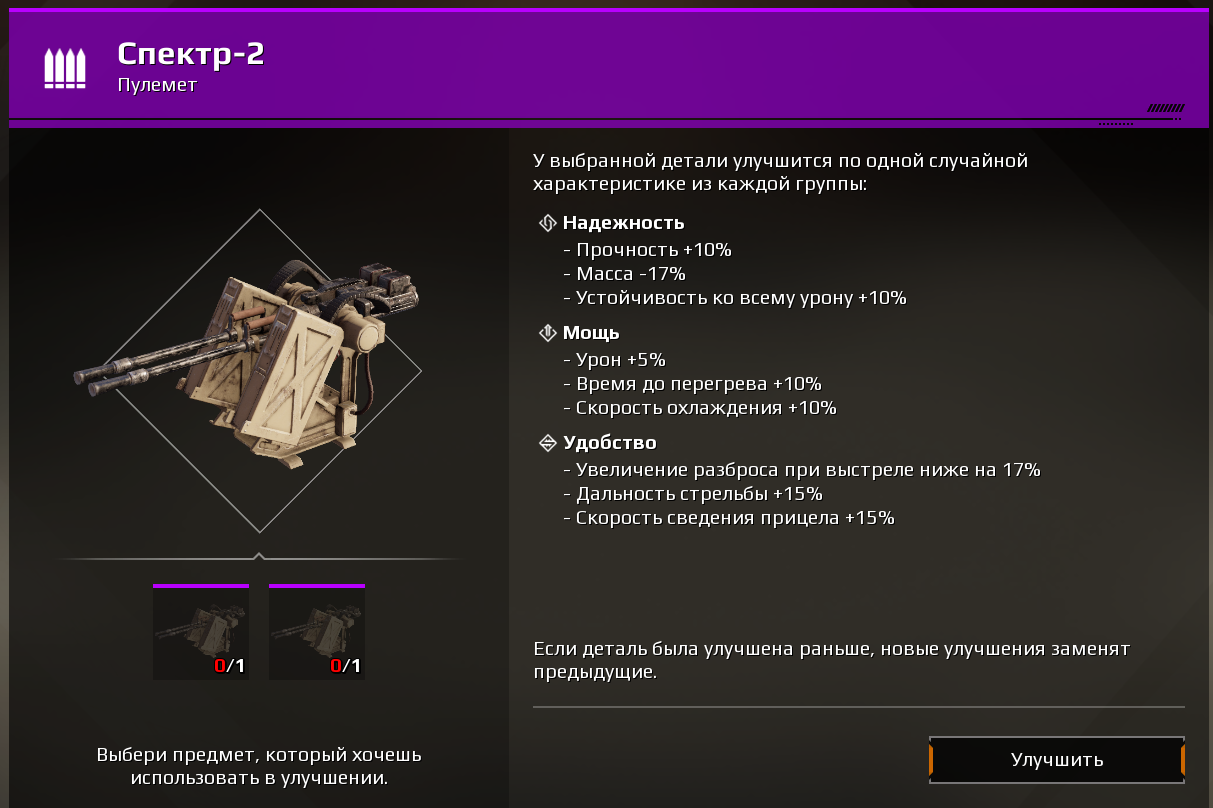 Спектр-2
Пулемет
У выбранной детали улучшится по одной случайной
характеристике из каждой группы:
Надежность
- Прочность +10%
- Масса -17%
- Устойчивость ко всему урону +10%
Мощь
- Урон +5%
- Время до перегрева +10%
- Скорость охлаждения +10%
Удобство
- Увеличение разброса при выстреле ниже на 17%
- Дальность стрельбы +15%
- Скорость сведения прицела +15%
0/1
0/1
Если деталь была улучшена раньше, новые улучшения заменят
предыдущие.
Выбери предмет, который хочешь
использовать в улучшении.
Улучшить